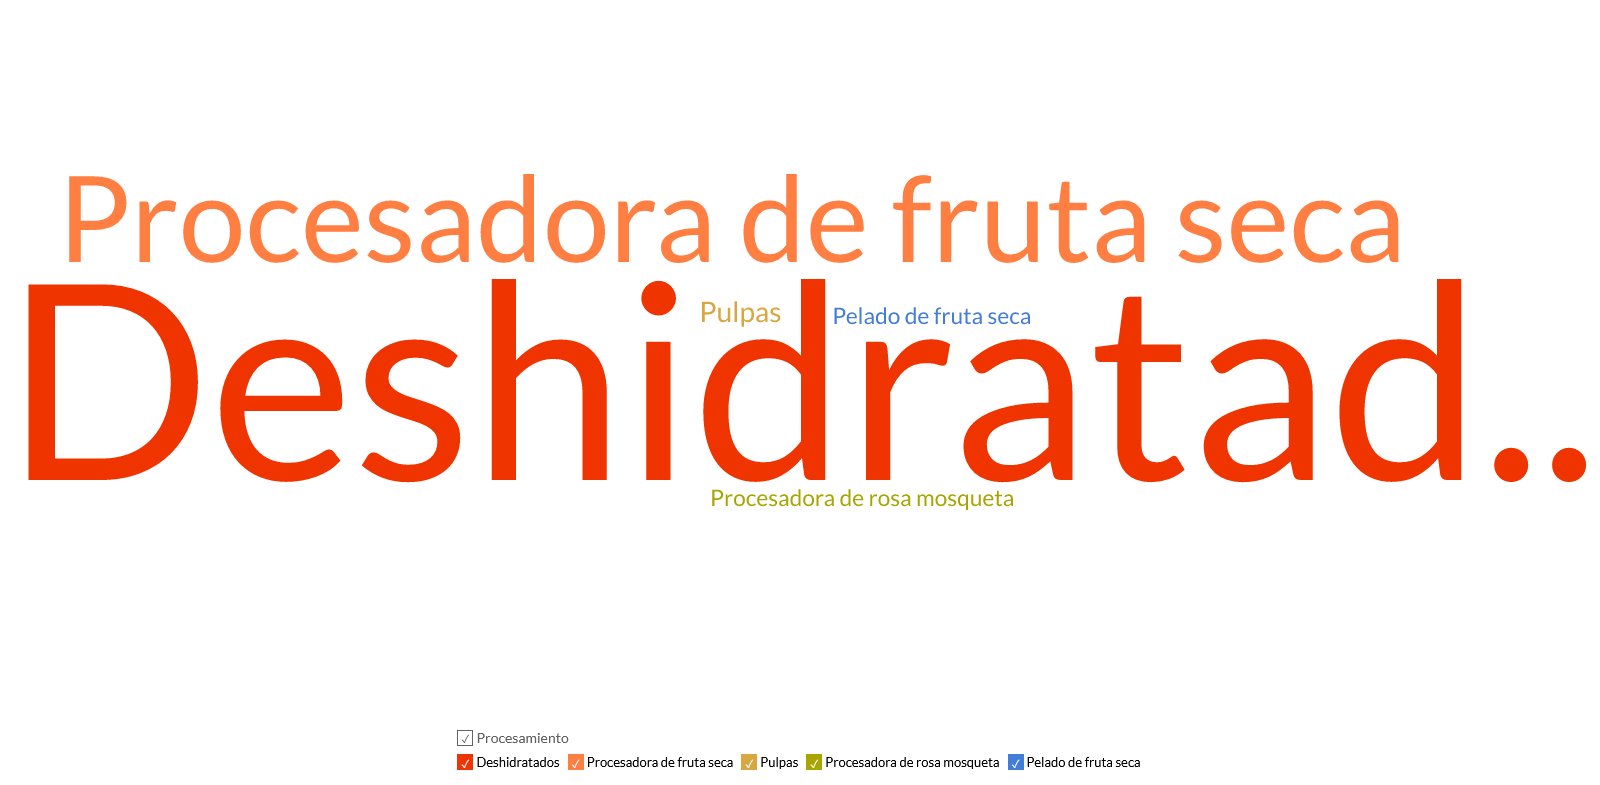 Procesadora de fruta seca
Pulpas
Pelado de fruta seca
Deshidratad..
Procesadora de rosa mosqueta
Procesamiento
Deshidratados Procesadora de fruta seca Pulpas Procesadora de rosa mosqueta Pelado de fruta seca